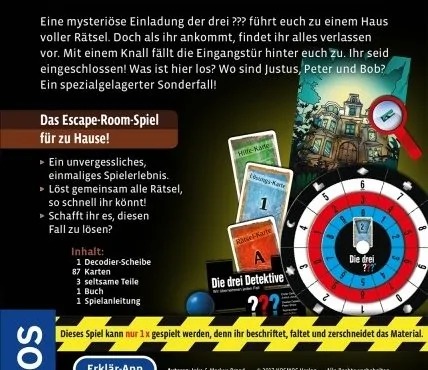 Eine mysteriöse Einladung der drei ??? führt euch zu einem Haus
voller Rätsel. Doch als ihr ankommt, findet ihr alles verlassen
vor. Mit einem Knall fällt die Eingangstür hinter euch zu. Ihr seid
eingeschlossen! Was ist hier los? Wo sind Justus, Peter und Bob?
Ein spezialgelagerter Sonderfall!
Das Escape-Room-Spiel
für zu Hause!
▸ Ein unvergessliches,
einmaliges Spielerlebnis.
▸ Löst gemeinsam alle Rätsel,
so schnell ihr könnt!
▸ Schafft ihr es, diesen
Fall zu lösen?
Inhalt:
1 Decodier-Scheibe
87 Karten
3 seltsame Teile
1 Buch
1 Spielanleitung
Hilfe-Karte
Lösungs-Karte
1
Rätsel-Karte
A
Die drei Detektive
???
Die drei
???
OS
Dieses Spiel kann nur 1 x gespielt werden, denn ihr beschriftet, faltet und zerschneidet das Material.
Erklär-App